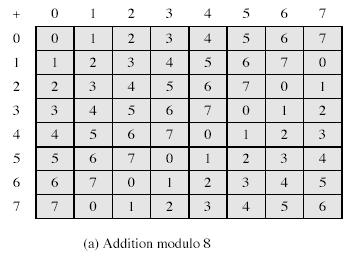 + 0 1 2 3 4 5 6 7
0 0 1 2 3 4 5 6 7
1 1 2 3 4 5 6 7 0
2 2 3 4 5 6 7 0 1
3 3 4 5 6 7 0 1 2
4 4 5 6 7 0 1 2 3
5 5 6 7 0 1 2 3 4
6 6 7 0 1 2 3 4 5
7 7 0 1 2 3 4 5 6
(a) Addition modulo 8